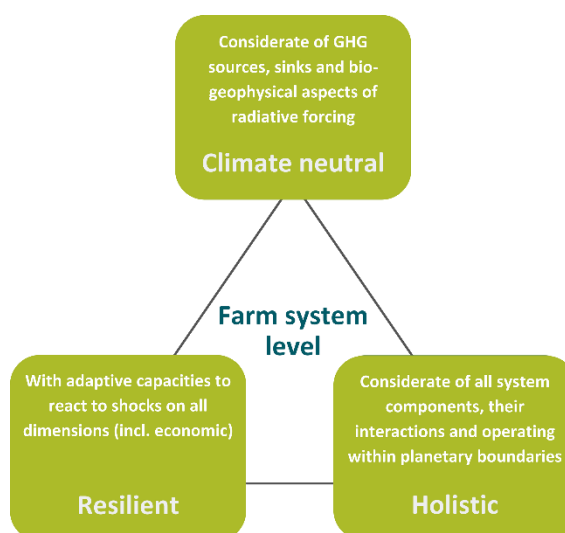 Considerate of GHG
sources, sinks and bio-
geophysical aspects of
radiative forcing
Climate neutral
Farm system
level
With adaptive capacities to
react to shocks on all
dimensions (incl. economic)
Resilient
Considerate of all system
components, their
interactions and operating
within planetary boundaries
Holistic